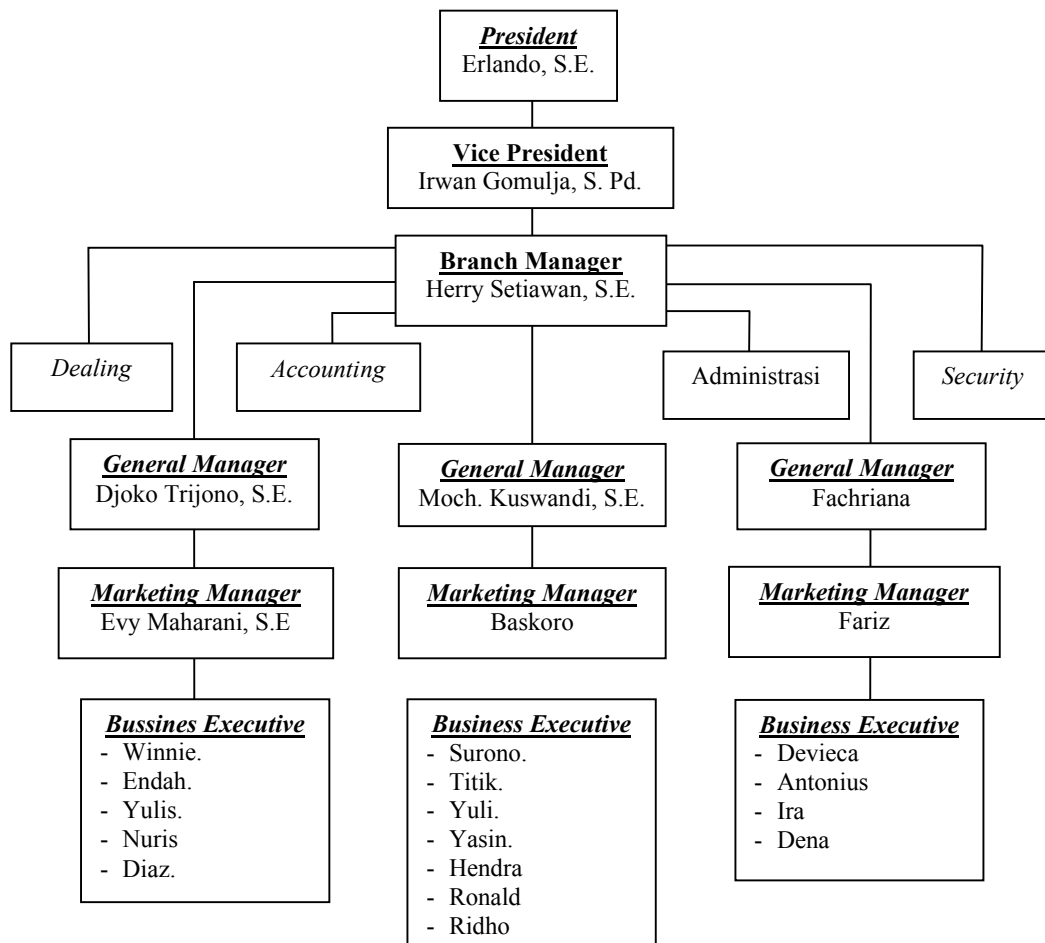 President
Erlando, S.E.
Vice President
Irwan Gomulja, S. Pd.
Branch Manager
Herry Setiawan, S.E.
Dealing
Accounting
Administrasi
Security
General Manager
Djoko Trijono, S.E.
General Manager
Moch. Kuswandi, S.E.
General Manager
Fachriana
Marketing Manager
Evy Maharani, S.E
Marketing Manager
Baskoro
Marketing Manager
Fariz
Bussines Executive
- Winnie.
- Endah.
- Yulis.
- Nuris
- Diaz.
Business Executive
- Surono.
- Titik.
- Yuli.
- Yasin.
- Hendra
- Ronald
- Ridho
Business Executive
- Devieca
- Antonius
- Ira
- Dena